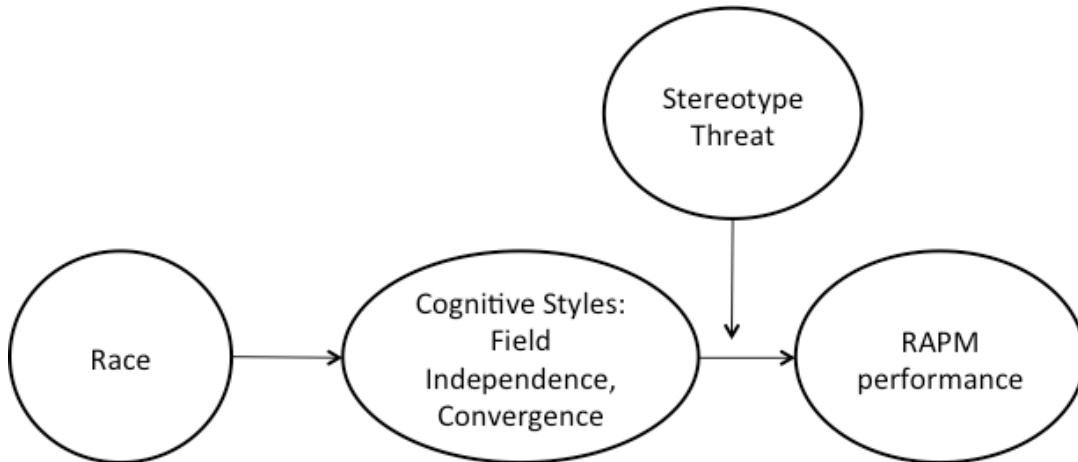 Stereotype
Threat
Race
Cognitive Styles:
Field
Independence,
Convergence
RAPM
performance